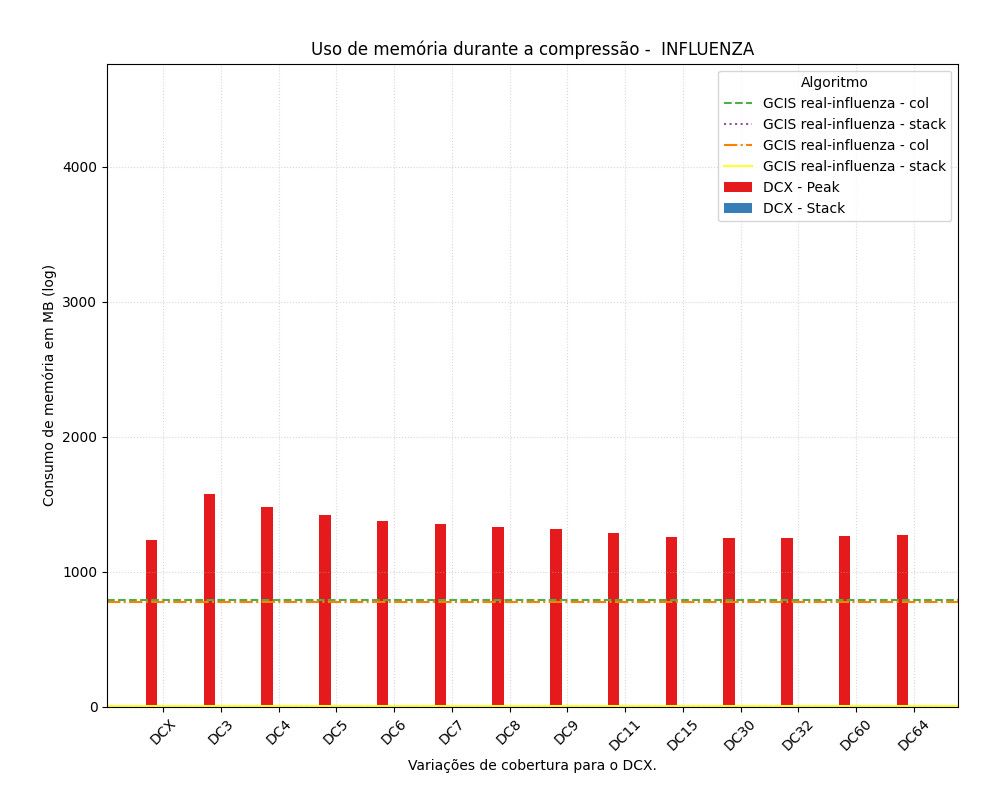 Uso de memória durante a compressão -  INFLUENZA
Algoritmo
GCIS real-influenza - col
GCIS real-influenza - stack
GCIS real-influenza - col
GCIS real-influenza - stack
DCX - Peak
DCX - Stack
Consumo de memória em MB (log)
4000
3000
2000
1000
0
DCX
DC3
DC4
DC5
DC6
DC7
DC8
DC9
DC11
DC15
DC30
DC32
DC60
DC64
Variações de cobertura para o DCX.